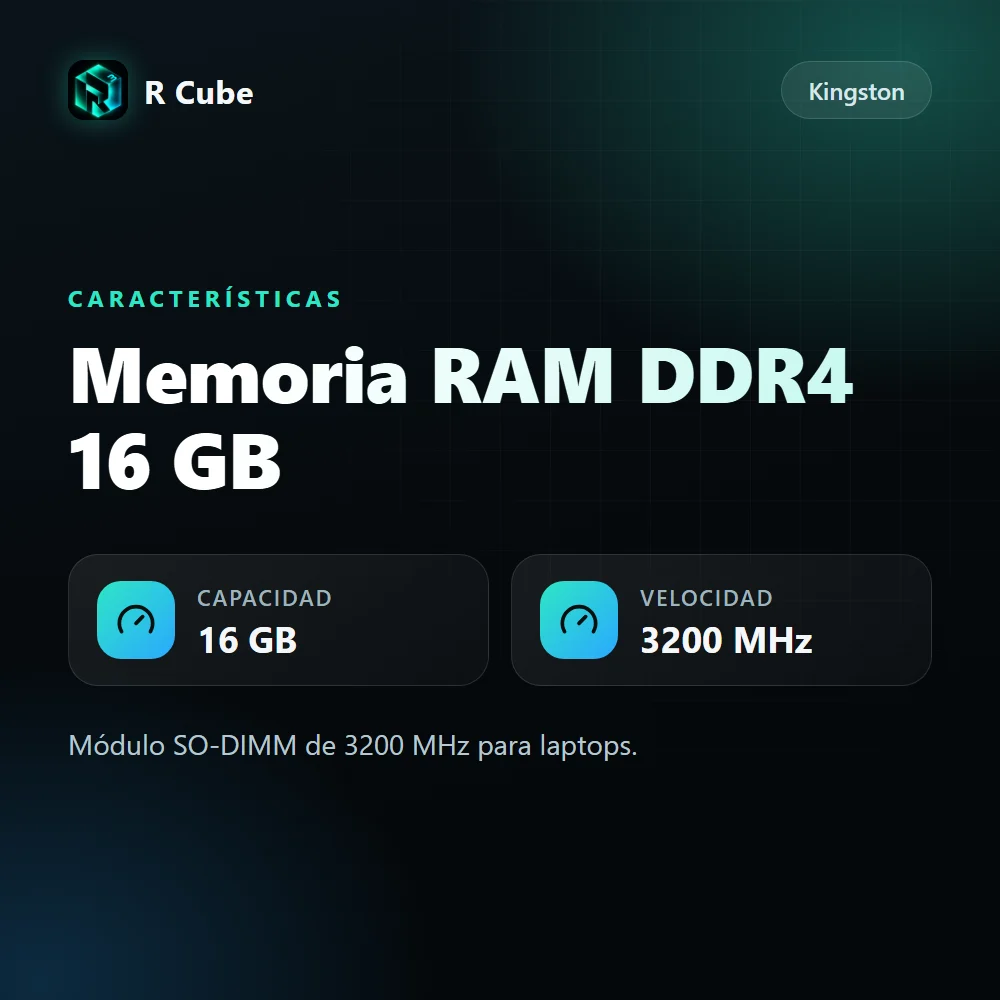 R Cube
Kingston
CARACTERÍSTICAS
Memoria RAM DDR4
16 GB
CAPACIDAD
16 GB
VELOCIDAD
3200 MHz
Módulo SO-DIMM de 3200 MHz para laptops.